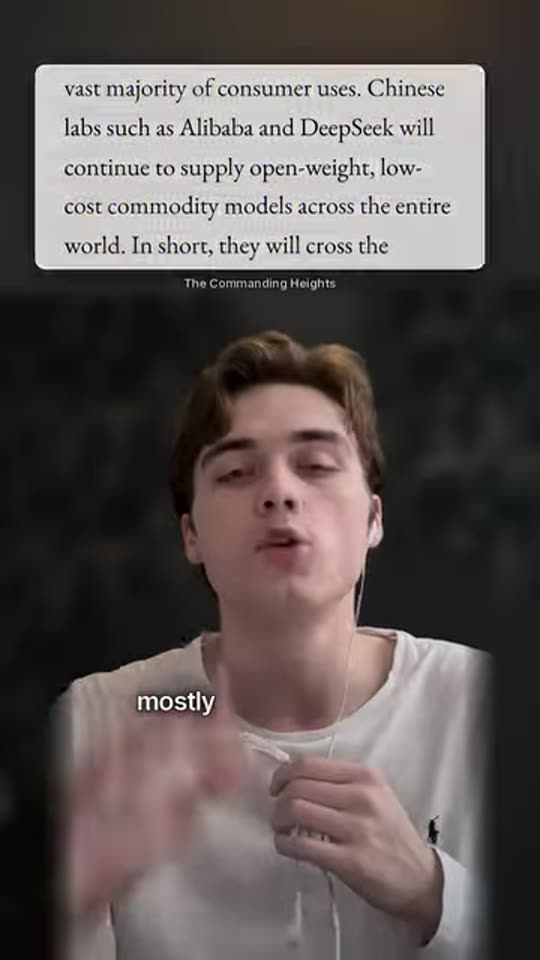 vast majority of consumer uses. Chinese
labs such as Alibaba and DeepSeek will
continue to supply open-weight, low-
cost commodity models across the entire
world. In short, they will cross the
The Commanding Heights
mostly